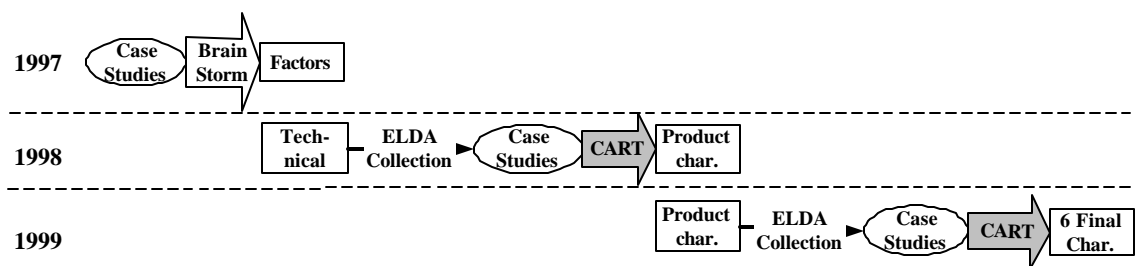 1997
Case
Studies
Brain
Storm
Factors
1998
Tech-
nical
ELDA
Collection
Case
Studies
CART
Product
char.
1999
Product
char.
ELDA
Collection
Case
Studies
CART
6 Final
Char.